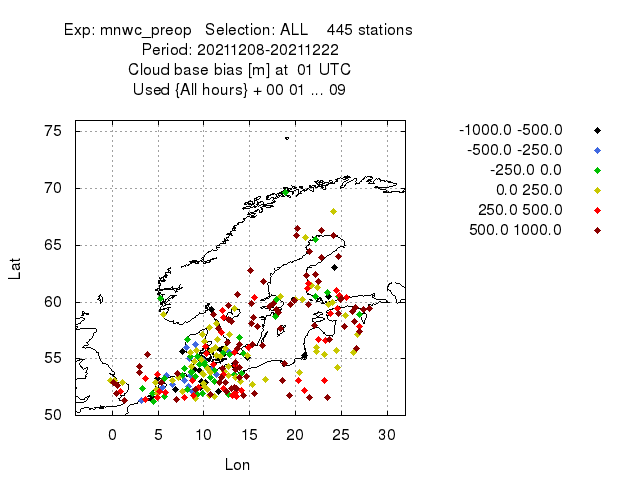 Exp: mnwc_preop   Selection: ALL    445 stations
Period: 20211208-20211222
Cloud base bias [m] at  01 UTC
Used {All hours} + 00 01 ... 09
-1000.0 -500.0
-500.0 -250.0
-250.0 0.0
0.0 250.0
250.0 500.0
500.0 1000.0
75
70
65
60
55
50
Lat
0 5 10 15 20 25 30
Lon